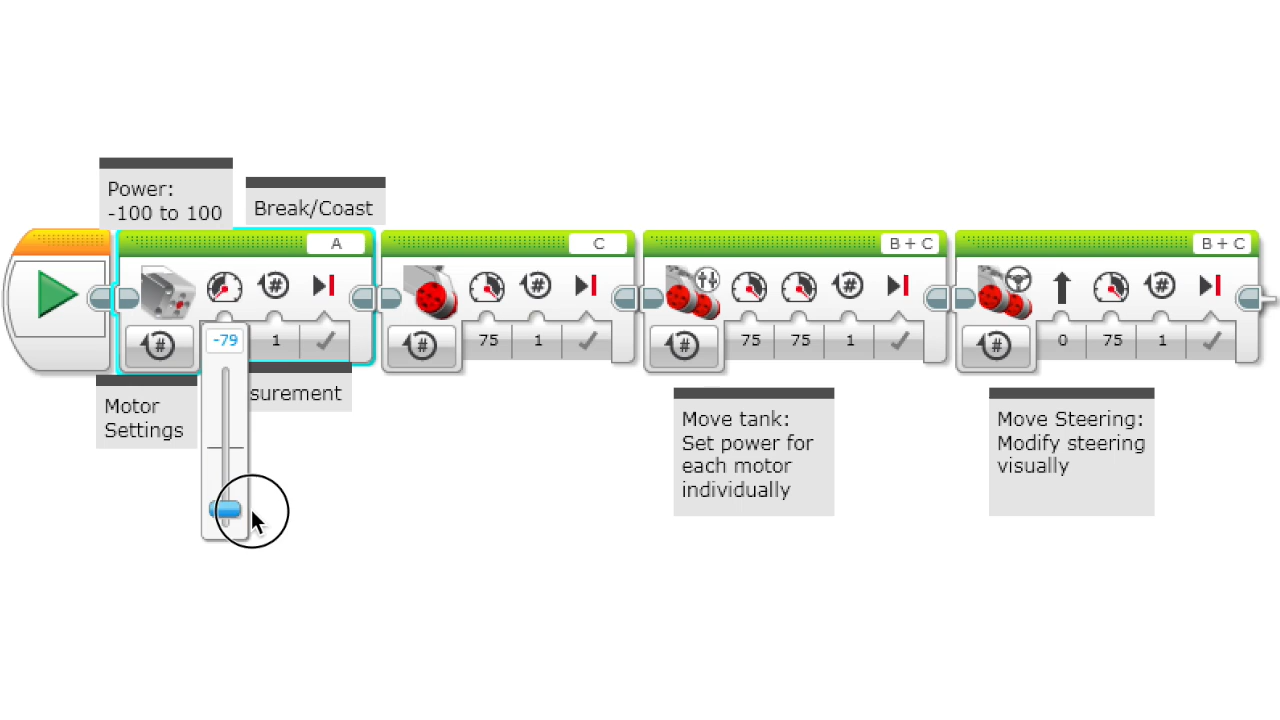 Power:
-100 to 100
Break/Coast
A
C
B + C
B + C
#
#
#
#
#
-79
1
#
75
1
#
75
75
1
#
0
75
1
surement
Motor
Settings
Move tank:
Set power for
each motor
individually
Move Steering:
Modify steering
visually